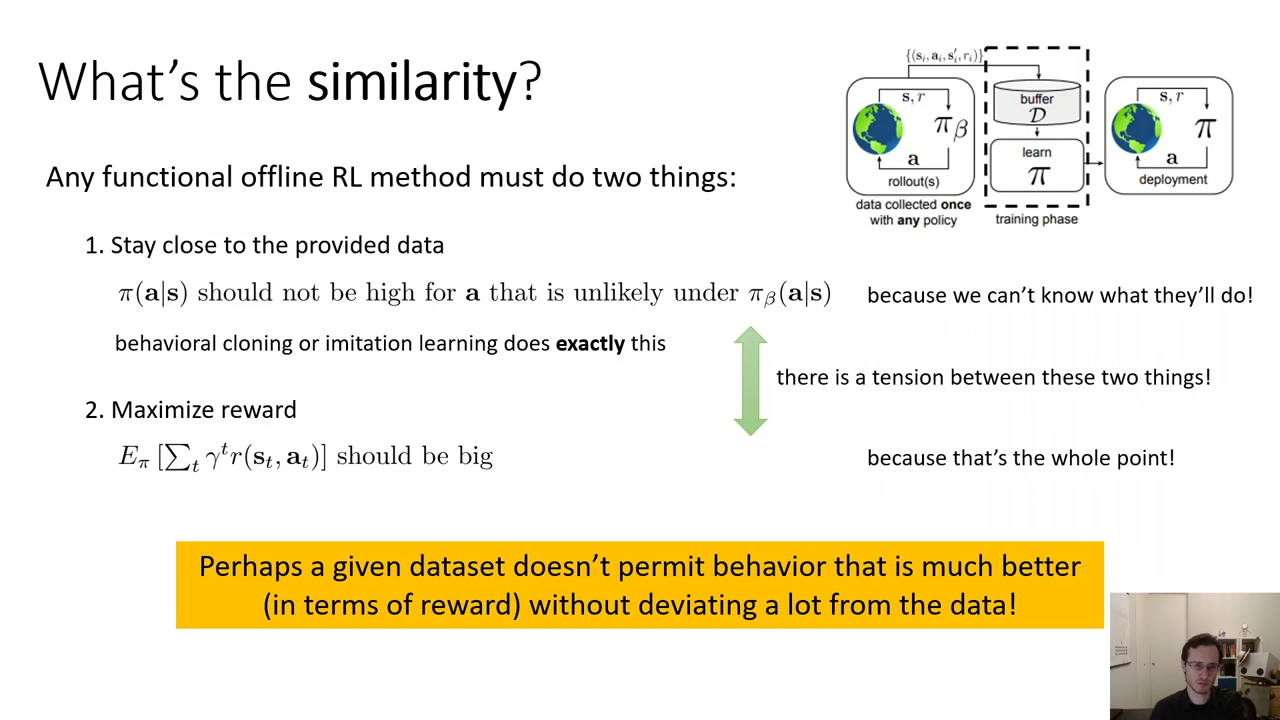 What's the similarity?
{(sᵢ, aᵢ, s′ᵢ, rᵢ)}
s, r
π_β
a
rollout(s)
data collected once
with any policy
buffer
D
learn
π
training phase
s, r
π
a
deployment
Any functional offline RL method must do two things:
1. Stay close to the provided data
π(a|s) should not be high for a that is unlikely under π_β(a|s)
because we can't know what they'll do!
behavioral cloning or imitation learning does exactly this
there is a tension between these two things!
2. Maximize reward
E_π [∑_t γ^t r(s_t, a_t)] should be big
because that's the whole point!
Perhaps a given dataset doesn't permit behavior that is much better
(in terms of reward) without deviating a lot from the data!